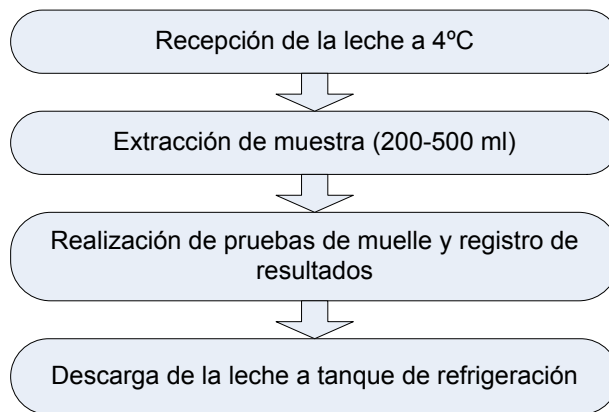 Recepción de la leche a 4ºC
Extracción de muestra (200-500 ml)
Realización de pruebas de muelle y registro de
resultados
Descarga de la leche a tanque de refrigeración